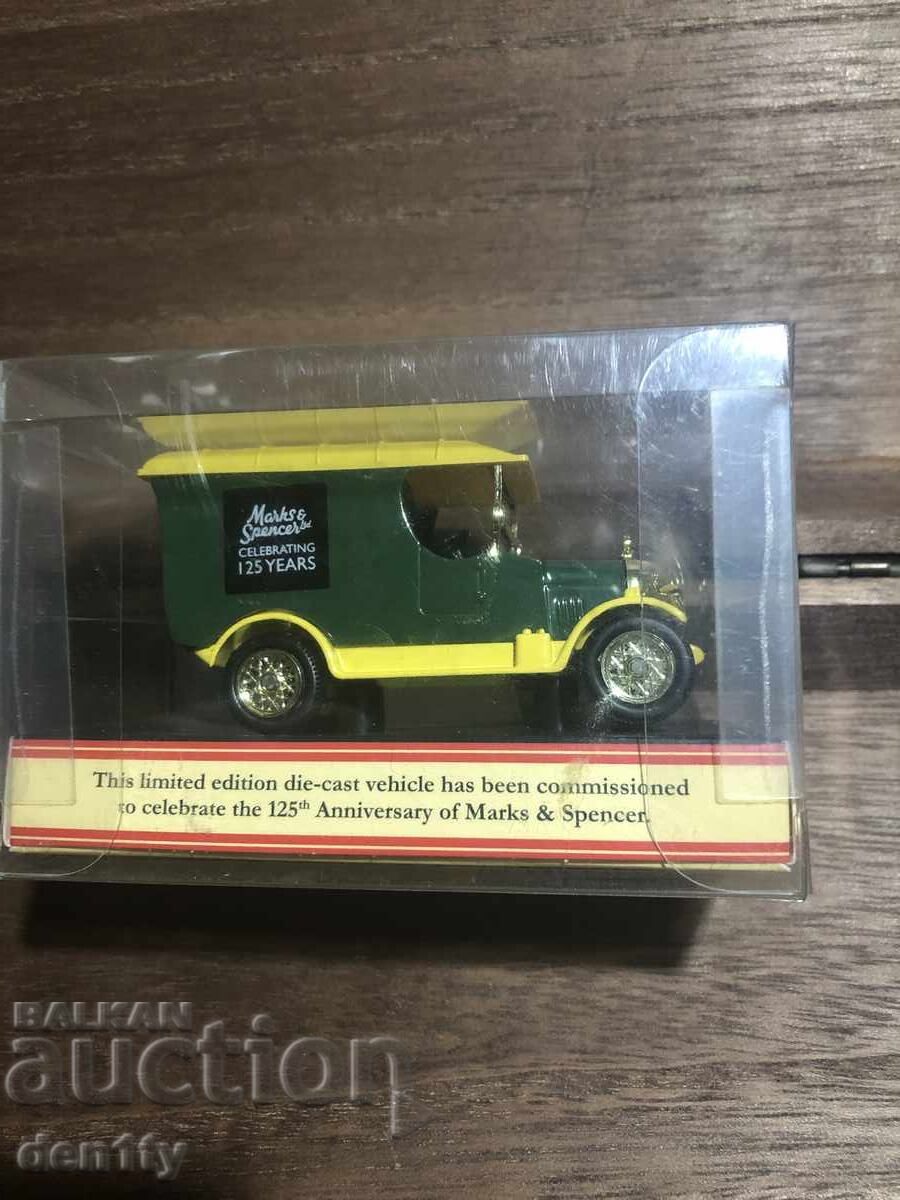 Marks &
Spencer Ltd
CELEBRATING
125 YEARS
This limited edition die-cast vehicle has been commissioned
to celebrate the 125th Anniversary of Marks & Spencer.
BALKAN
auction
den1fy